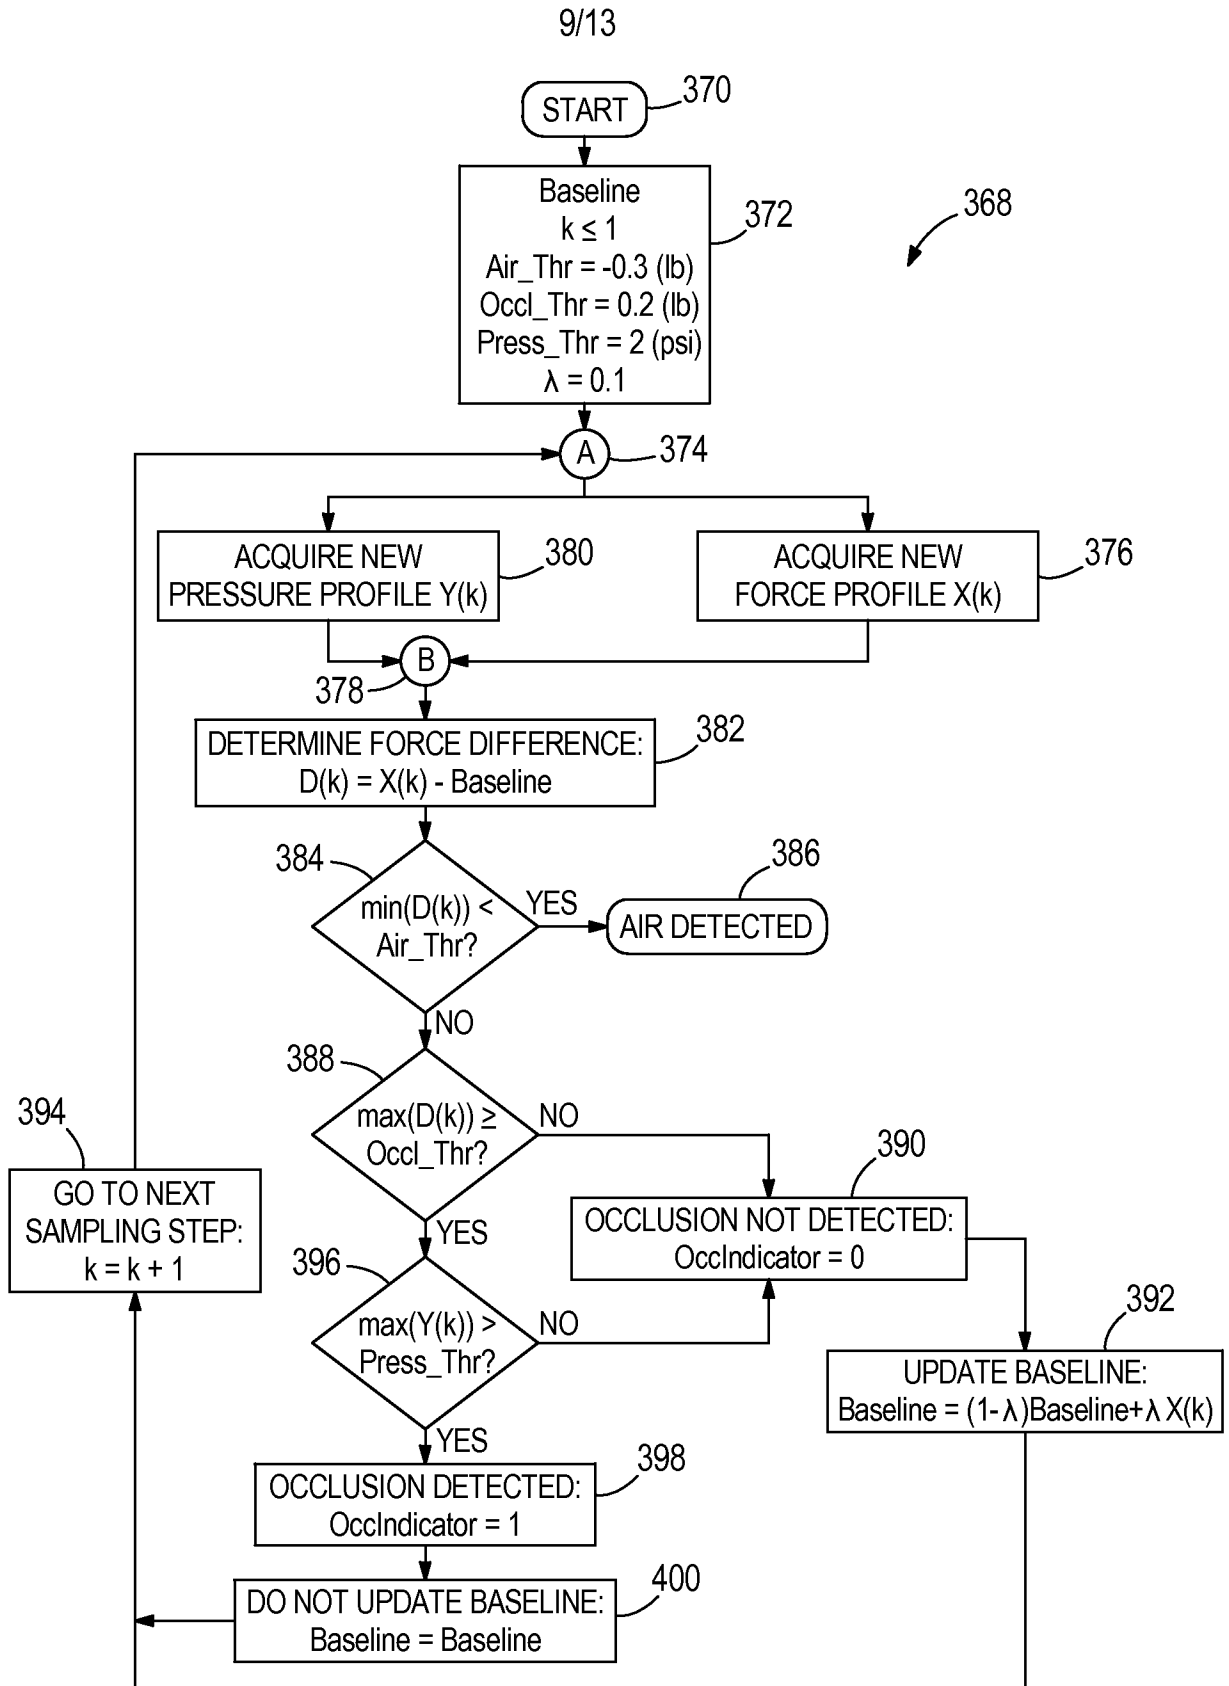 9/13
START
370
Baseline
k ≤ 1
Air_Thr = -0.3 (lb)
Occl_Thr = 0.2 (lb)
Press_Thr = 2 (psi)
λ = 0.1
372
368
A
374
ACQUIRE NEW
PRESSURE PROFILE Y(k)
380
ACQUIRE NEW
FORCE PROFILE X(k)
376
B
378
DETERMINE FORCE DIFFERENCE:
D(k) = X(k) - Baseline
382
384
min(D(k)) <
Air_Thr?
YES
AIR DETECTED
386
NO
388
max(D(k)) ≥
Occl_Thr?
NO
YES
394
GO TO NEXT
SAMPLING STEP:
k = k + 1
390
OCCLUSION NOT DETECTED:
OccIndicator = 0
396
max(Y(k)) >
Press_Thr?
NO
YES
392
UPDATE BASELINE:
Baseline = (1-λ)Baseline+λ X(k)
398
OCCLUSION DETECTED:
OccIndicator = 1
400
DO NOT UPDATE BASELINE:
Baseline = Baseline